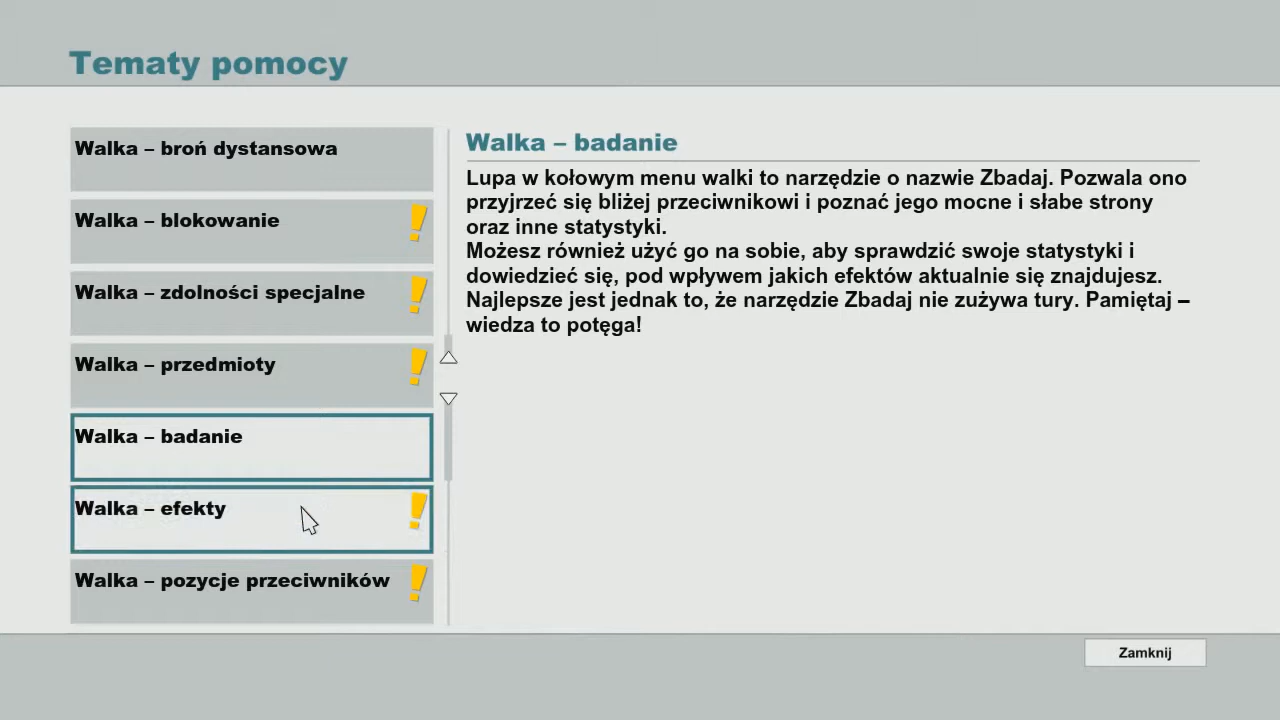 Tematy pomocy
Walka – broń dystansowa
Walka – blokowanie
Walka – zdolności specjalne
Walka – przedmioty
Walka – badanie
Walka – efekty
Walka – pozycje przeciwników
Walka – badanie
Lupa w kołowym menu walki to narzędzie o nazwie Zbadaj. Pozwala ono
przyjrzeć się bliżej przeciwnikowi i poznać jego mocne i słabe strony
oraz inne statystyki.
Możesz również użyć go na sobie, aby sprawdzić swoje statystyki i
dowiedzieć się, pod wpływem jakich efektów aktualnie się znajdujesz.
Najlepsze jest jednak to, że narzędzie Zbadaj nie zużywa tury. Pamiętaj –
wiedza to potęga!
Zamknij